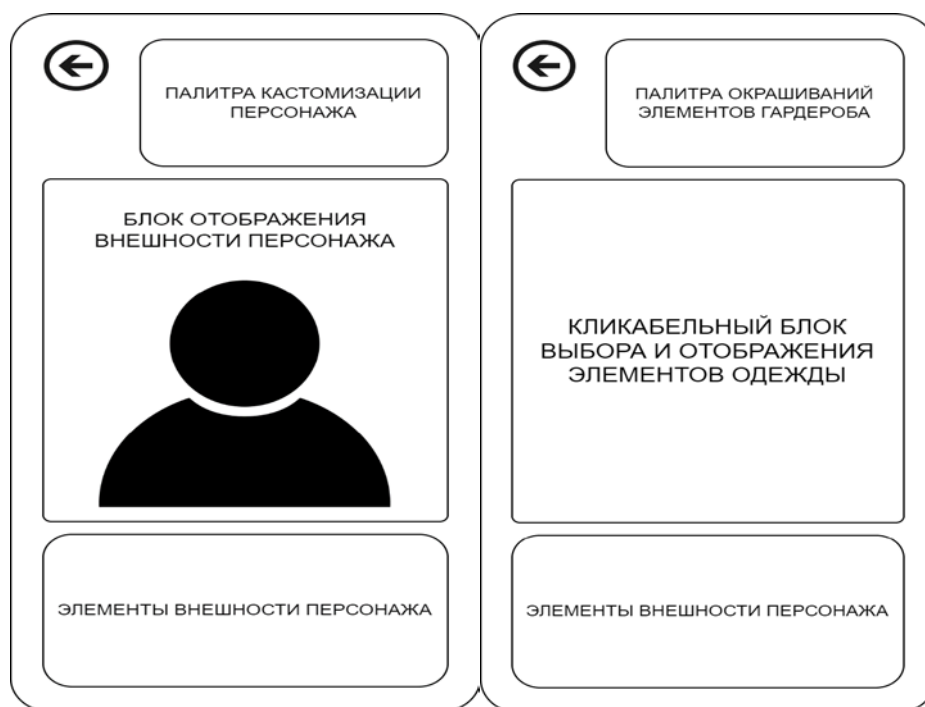 ПАЛИТРА КАСТОМИЗАЦИИ
ПЕРСОНАЖА
БЛОК ОТОБРАЖЕНИЯ
ВНЕШНОСТИ ПЕРСОНАЖА
ЭЛЕМЕНТЫ ВНЕШНОСТИ ПЕРСОНАЖА
ПАЛИТРА ОКРАШИВАНИЙ
ЭЛЕМЕНТОВ ГАРДЕРОБА
КЛИКАБЕЛЬНЫЙ БЛОК
ВЫБОРА И ОТОБРАЖЕНИЯ
ЭЛЕМЕНТОВ ОДЕЖДЫ
ЭЛЕМЕНТЫ ВНЕШНОСТИ ПЕРСОНАЖА